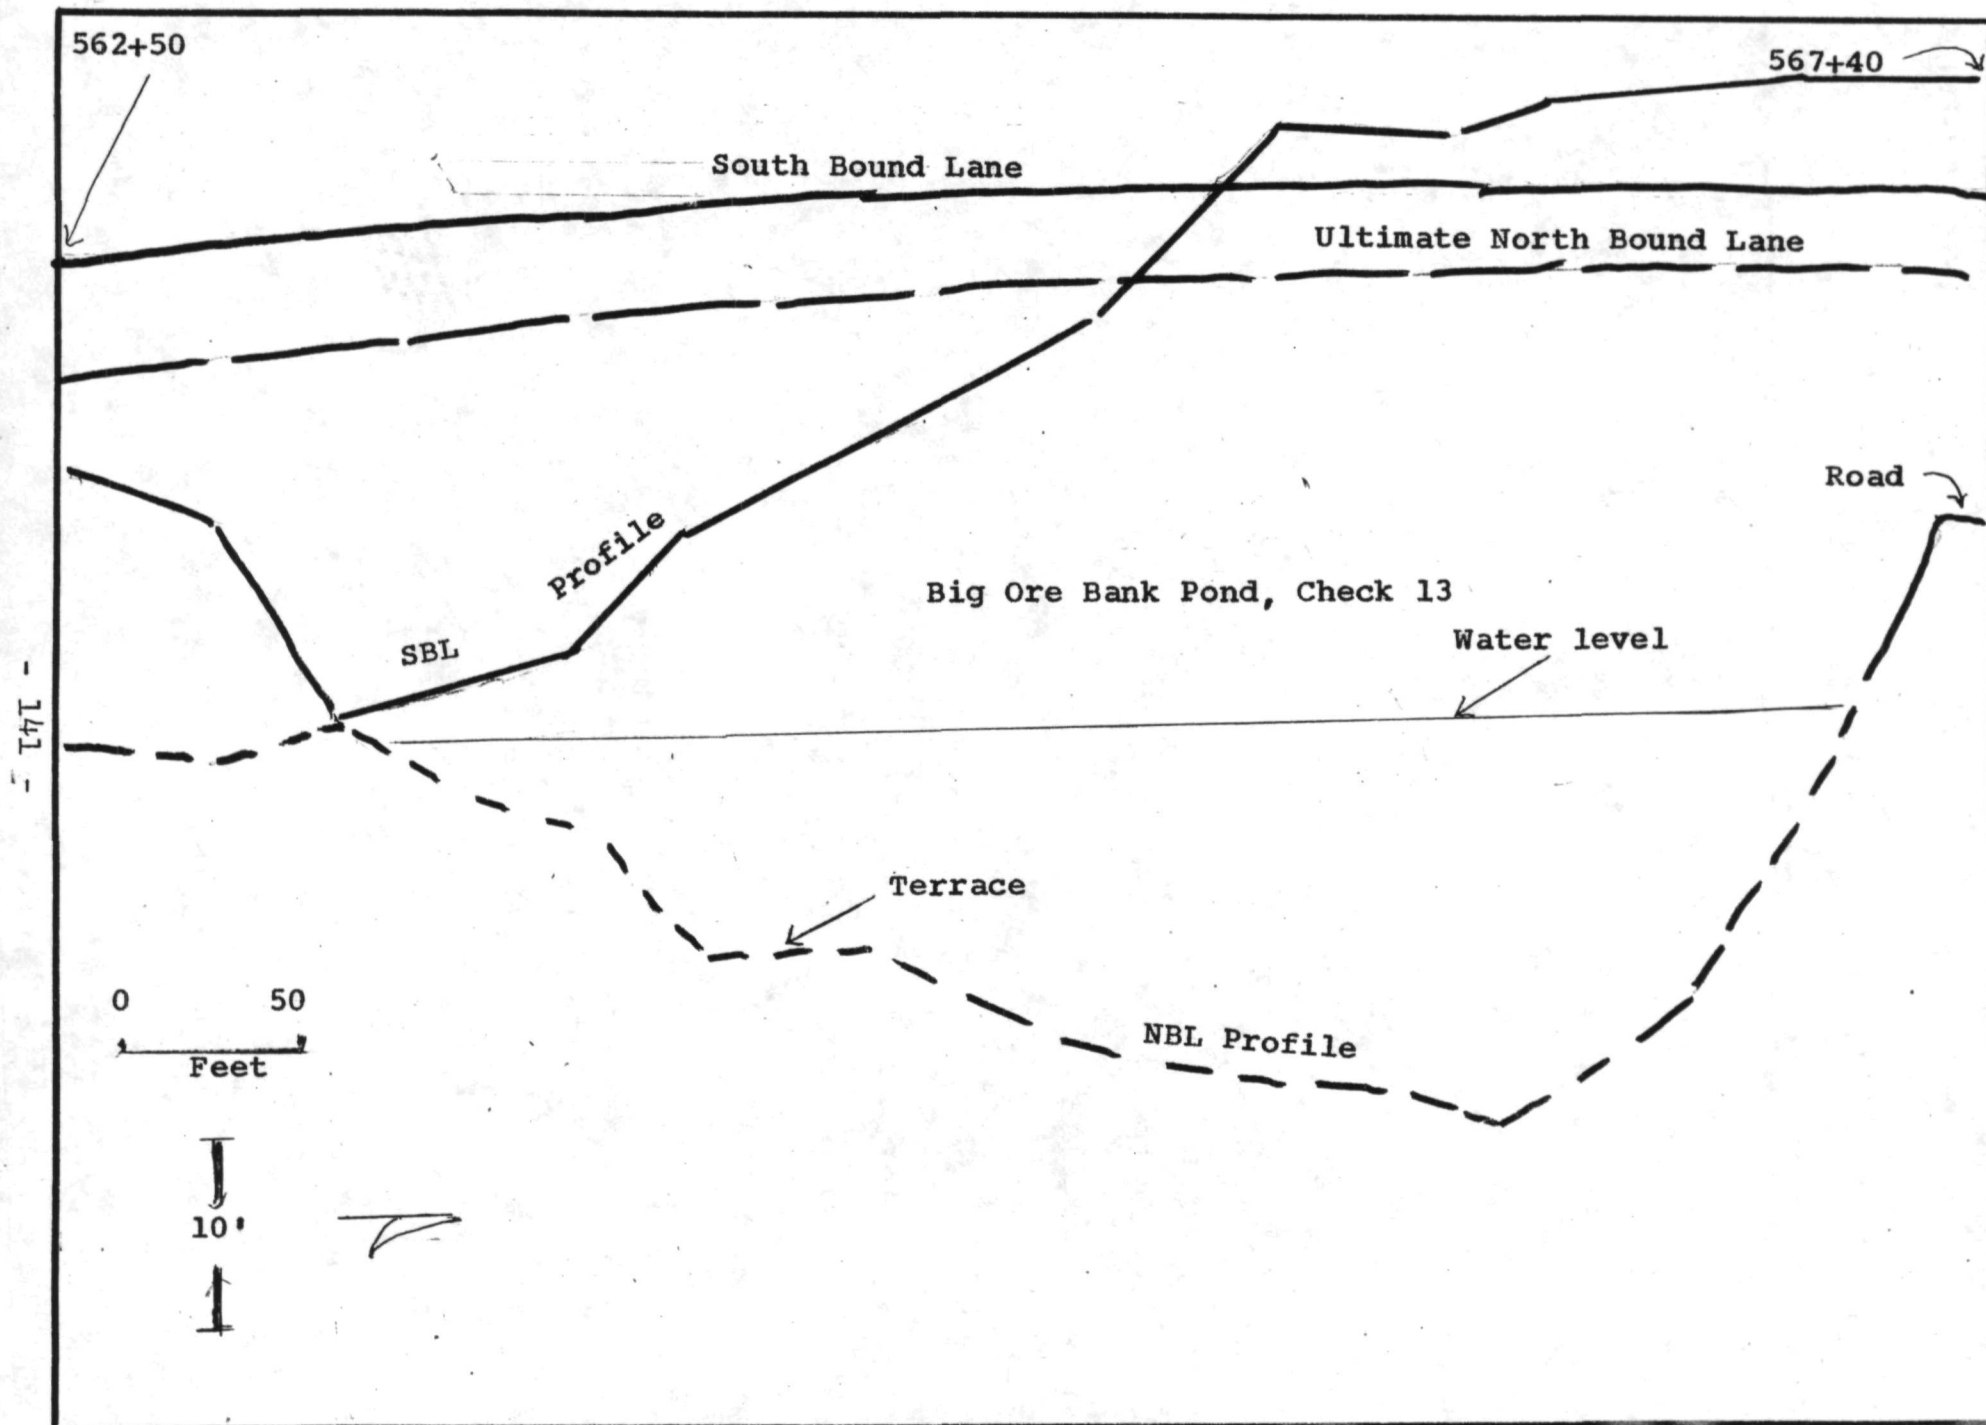 562+50
567+40
South Bound Lane
Ultimate North Bound Lane
Road
Profile
Big Ore Bank Pond, Check 13
SBL
Water level
- 141 -
Terrace
0 50
Feet
NBL Profile
10'